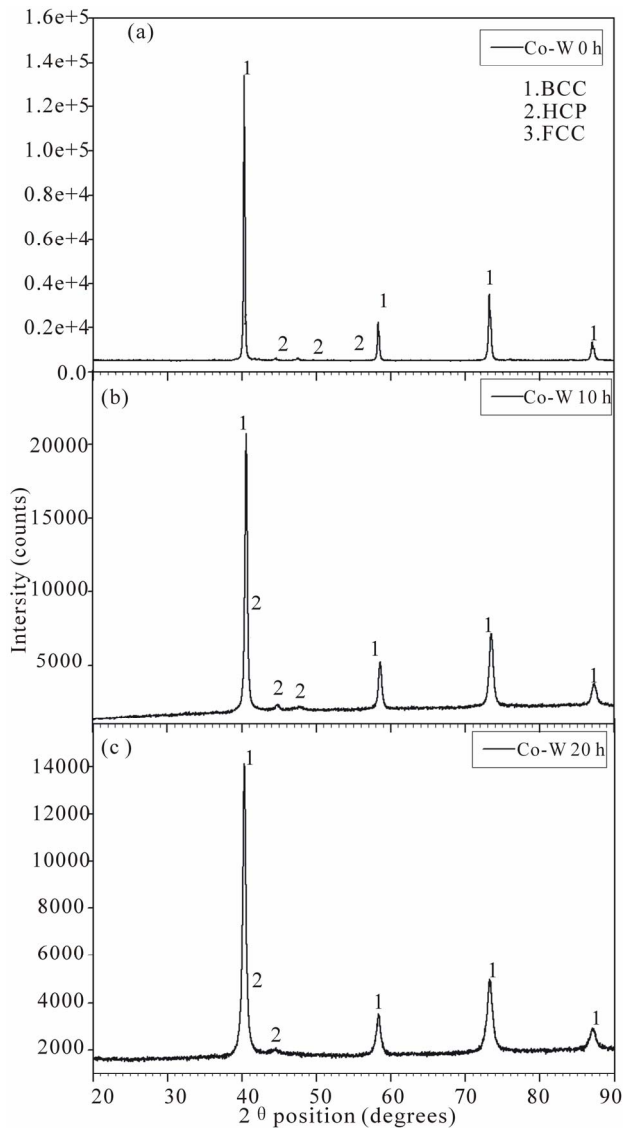 (a)
Co-W 0 h
1.BCC
2.HCP
3.FCC
1.6e+5
1.4e+5
1.2e+5
1.0e+5
0.8e+4
0.6e+4
0.4e+4
0.2e+4
0.0
1
2
2
2
1
1
1
(b)
Co-W 10 h
20000
15000
10000
5000
1
2
2
2
1
1
1
Intersity (counts)
(c )
Co-W 20 h
14000
12000
10000
8000
6000
4000
2000
1
2
2
1
1
1
20 30 40 50 60 70 80 90
2 θ position (degrees)